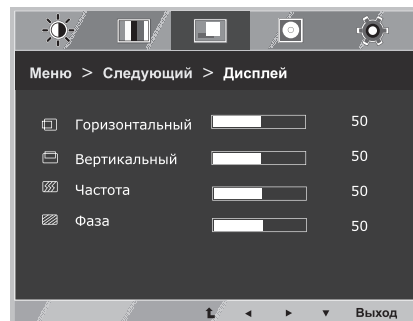 Меню > Следующий > Дисплей
Горизонтальный 50
Вертикальный 50
Частота 50
Фаза 50
Выход